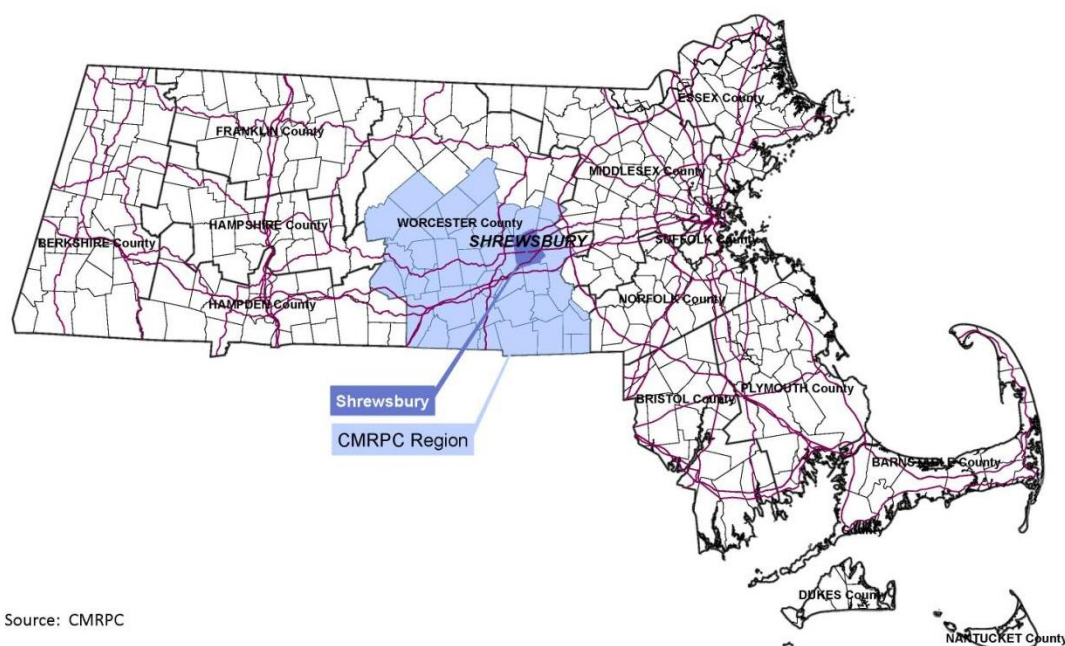 ESSEX County
FRANKLIN County
MIDDLESEX County
HAMPSHIRE County
WORCESTER County
SHREWSBURY
BERKSHIRE County
SUFFOLK County
HAMPDEN County
NORFOLK County
Shrewsbury
PLYMOUTH County
BRISTOL County
CMRPC Region
BARNSTABLE County
County
DUKES County
Source: CMRPC
NANTUCKET County